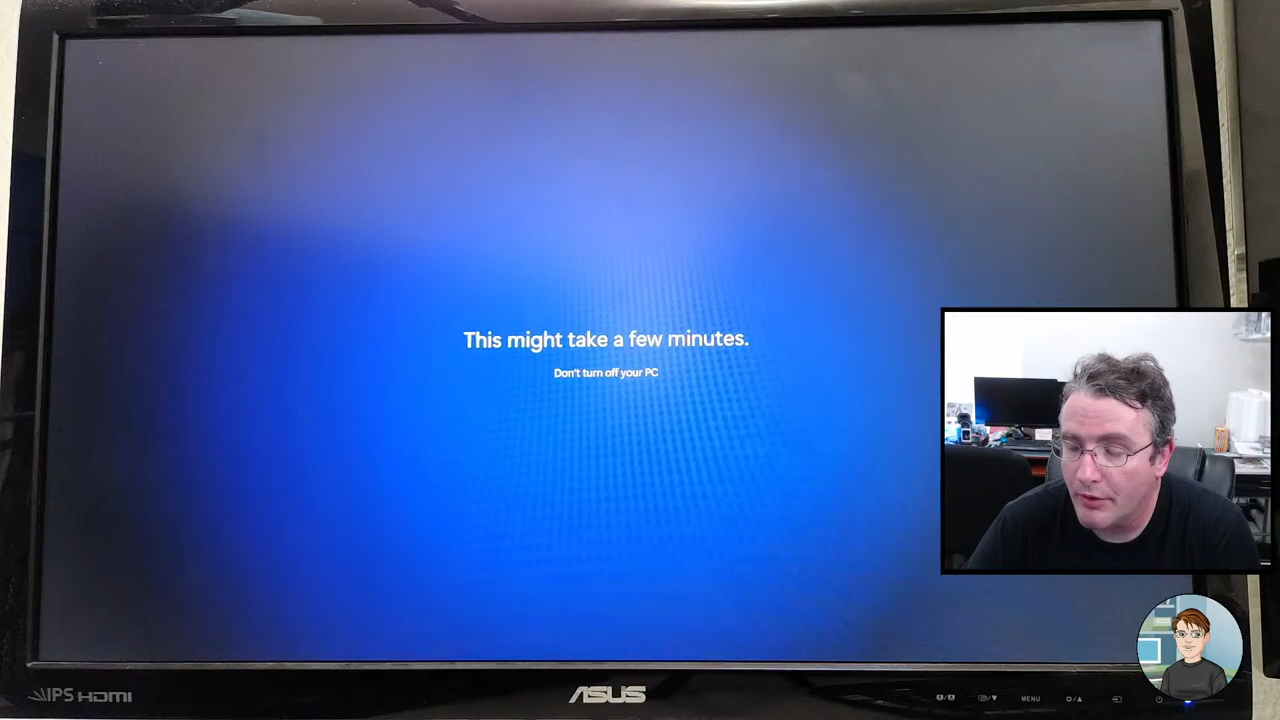 This might take a few minutes.
Don't turn off your PC
IPS HDMI
ASUS
MENU